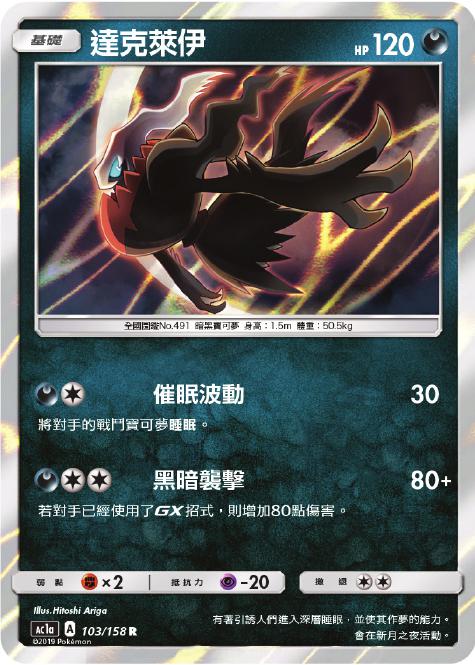 基礎 達克萊伊 HP 120
全國圖鑑No.491 暗黑寶可夢 身高：1.5m 體重：50.5kg
催眠波動 30
將對手的戰鬥寶可夢睡眠。
黑暗襲擊 80+
若對手已經使用了GX招式，則增加80點傷害。
弱點 ×2 抵抗力 -20 撤退
Illus.Hitoshi Ariga
AC1a A 103/158 R
©2019 Pokémon
有著引誘人們進入深層睡眠，並使其作夢的能力。
會在新月之夜活動。